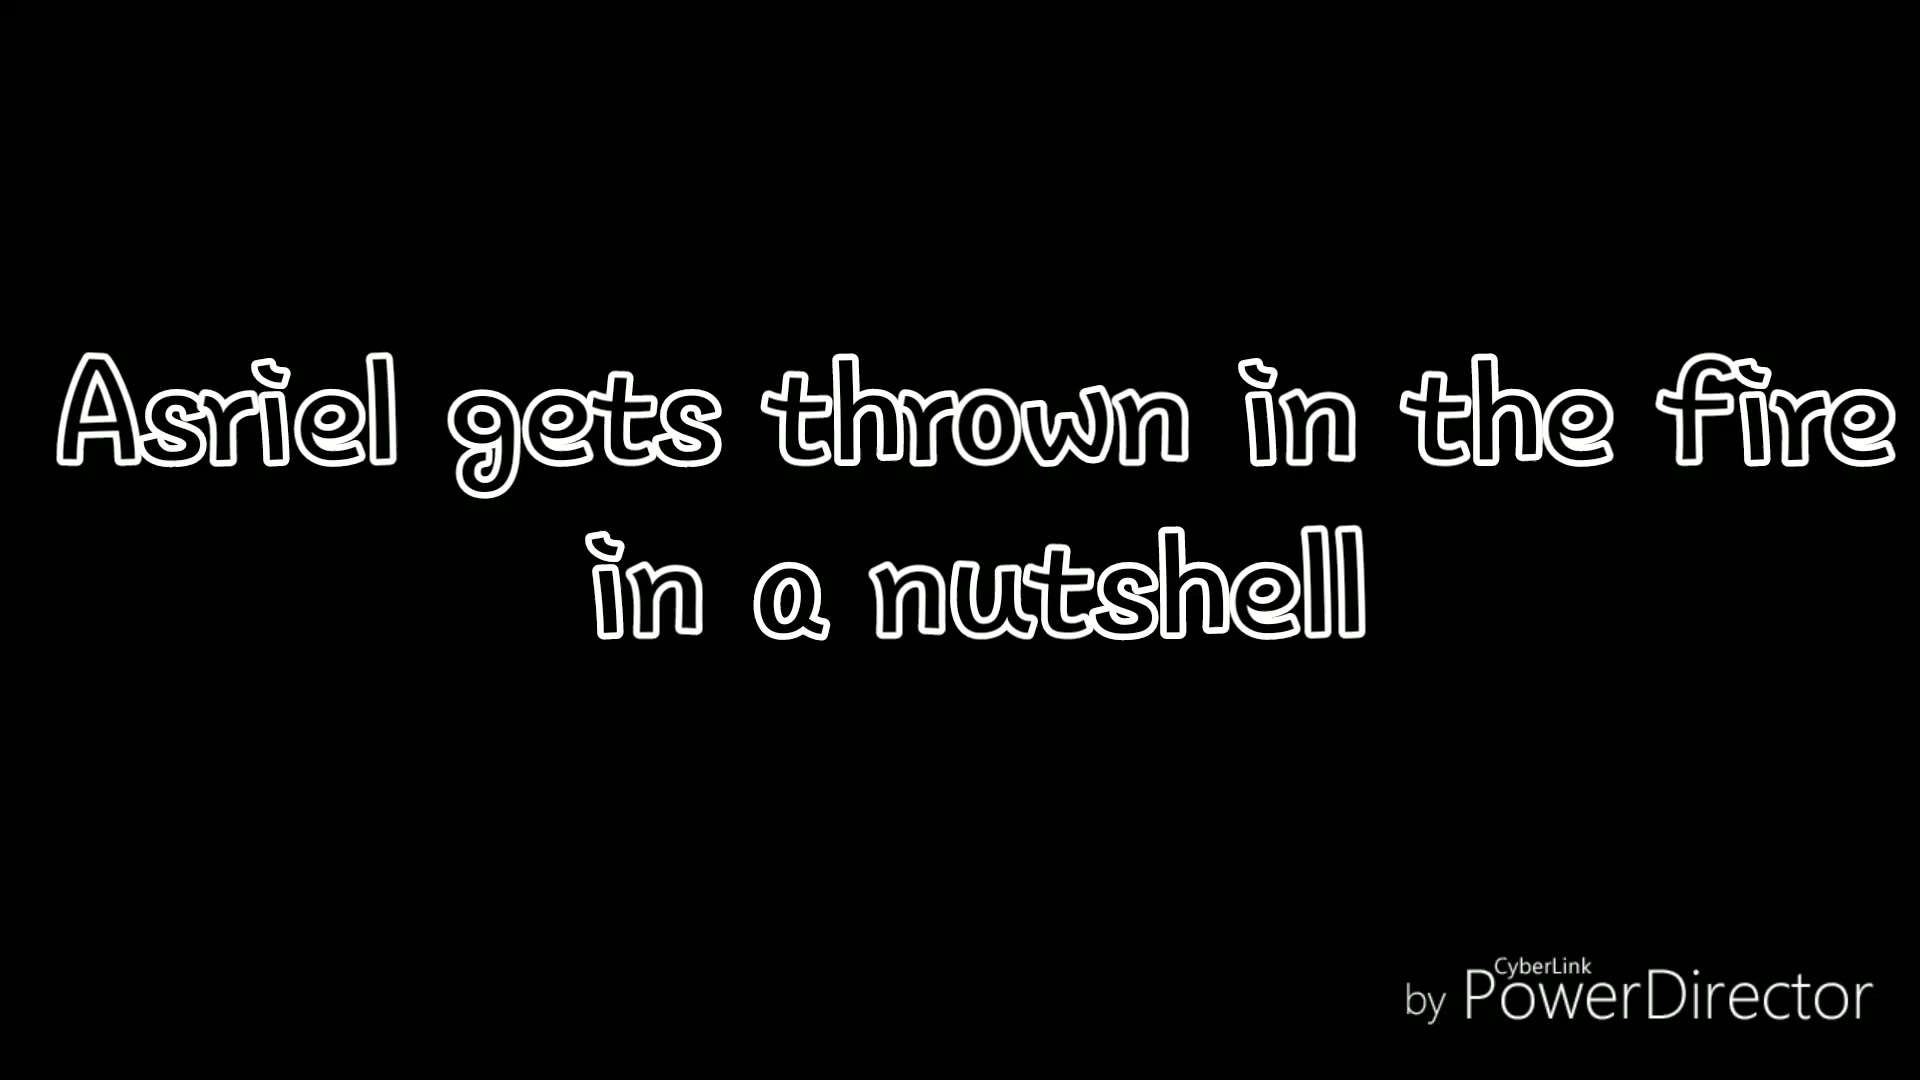 Asriel gets thrown in the fire
in a nutshell
by CyberLink PowerDirector